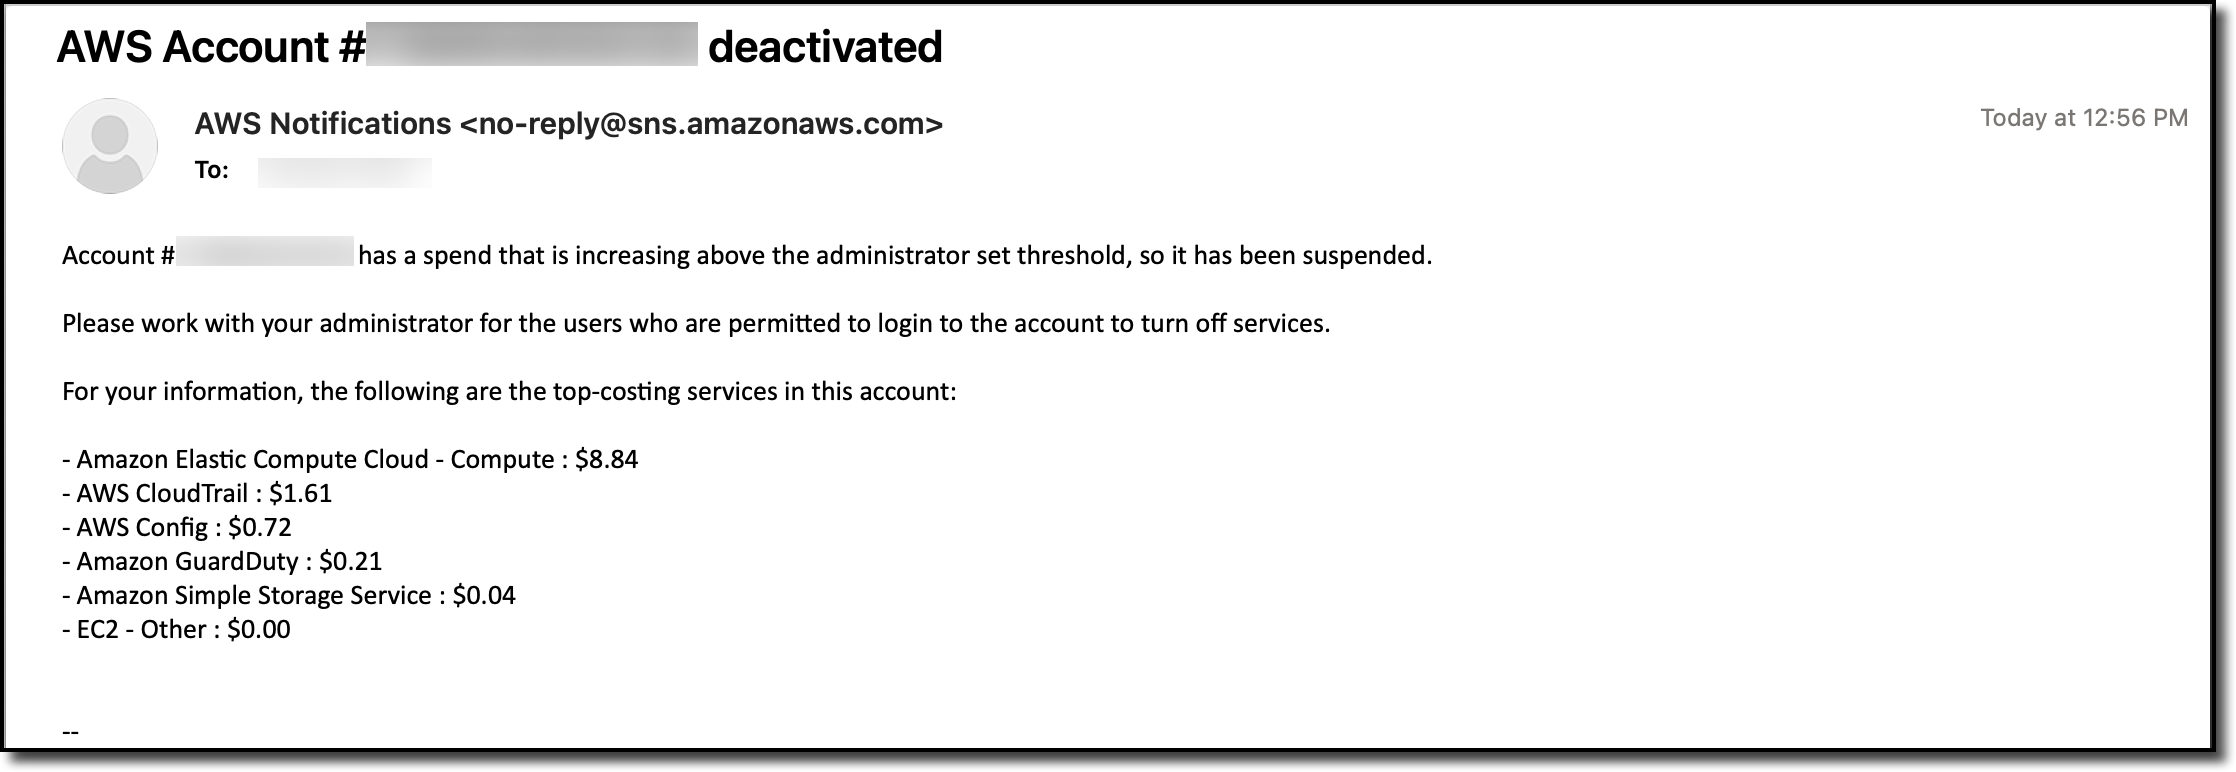 AWS Account # deactivated
AWS Notifications <no-reply@sns.amazonaws.com>
Today at 12:56 PM
To:
Account # has a spend that is increasing above the administrator set threshold, so it has been suspended.
Please work with your administrator for the users who are permitted to login to the account to turn off services.
For your information, the following are the top-costing services in this account:
- Amazon Elastic Compute Cloud - Compute : $8.84
- AWS CloudTrail : $1.61
- AWS Config : $0.72
- Amazon GuardDuty : $0.21
- Amazon Simple Storage Service : $0.04
- EC2 - Other : $0.00
--